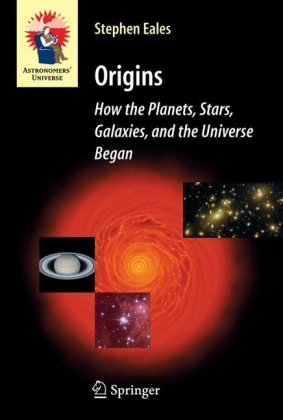 Stephen Eales
ASTRONOMERS'
UNIVERSE
Origins
How the Planets, Stars,
Galaxies, and the Universe
Began
Springer